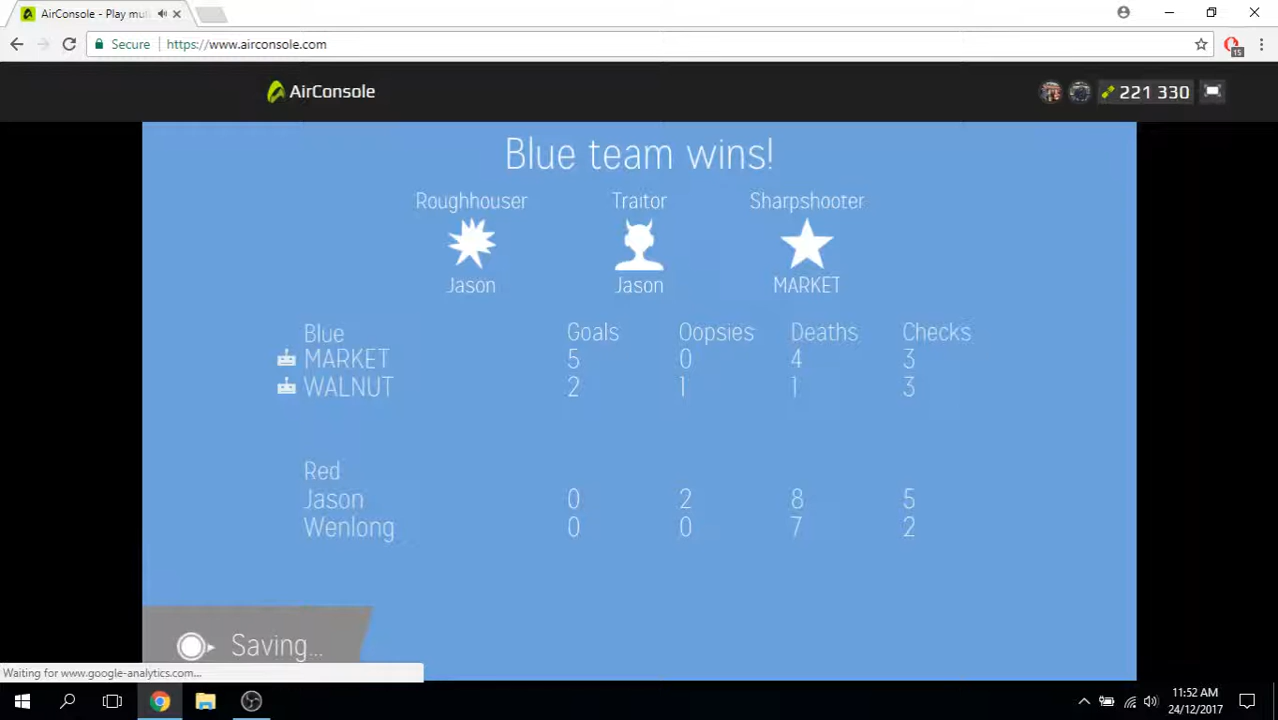 AirConsole - Play mu
Secure https://www.airconsole.com
15
AirConsole
221 330
Blue team wins!
Roughhouser Traitor Sharpshooter
Jason Jason MARKET
Blue Goals Oopsies Deaths Checks
MARKET 5 0 4 3
WALNUT 2 1 1 3
Red
Jason 0 2 8 5
Wenlong 0 0 7 2
Saving...
Waiting for www.google-analytics.com...
11:52 AM
24/12/2017